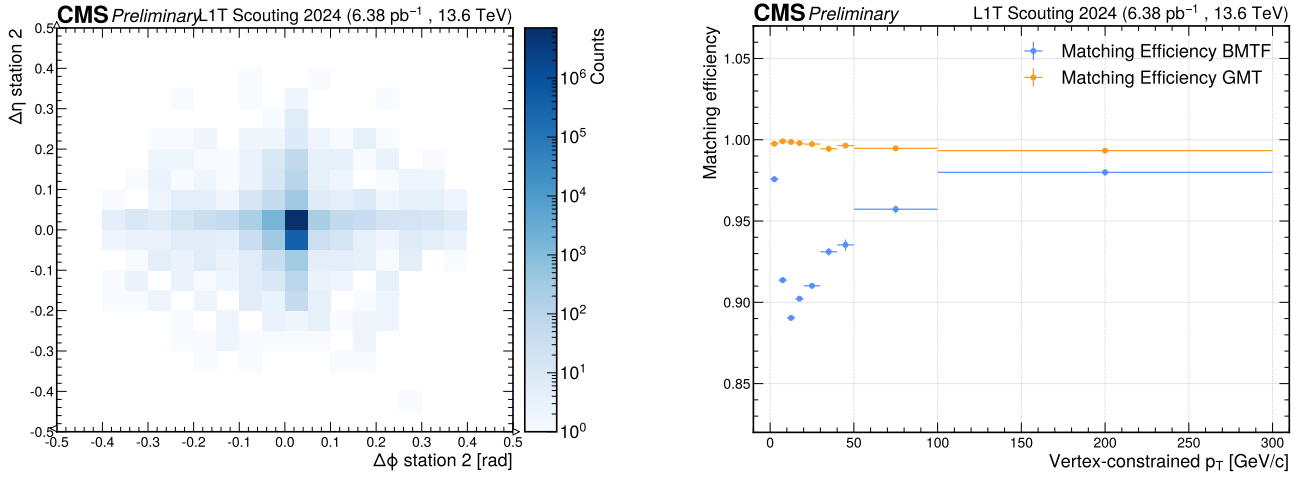 CMS Preliminary L1T Scouting 2024 (6.38 pb⁻¹ , 13.6 TeV)
Δη station 2
0.5
0.4
0.3
0.2
0.1
0.0
-0.1
-0.2
-0.3
-0.4
-0.5
-0.5 -0.4 -0.3 -0.2 -0.1 0.0 0.1 0.2 0.3 0.4 0.5
Δϕ station 2 [rad]
Counts
10⁶
10⁵
10⁴
10³
10²
10¹
10⁰
CMS Preliminary L1T Scouting 2024 (6.38 pb⁻¹ , 13.6 TeV)
Matching efficiency
Matching Efficiency BMTF
Matching Efficiency GMT
1.05
1.00
0.95
0.90
0.85
0 50 100 150 200 250 300
Vertex-constrained p_T [GeV/c]